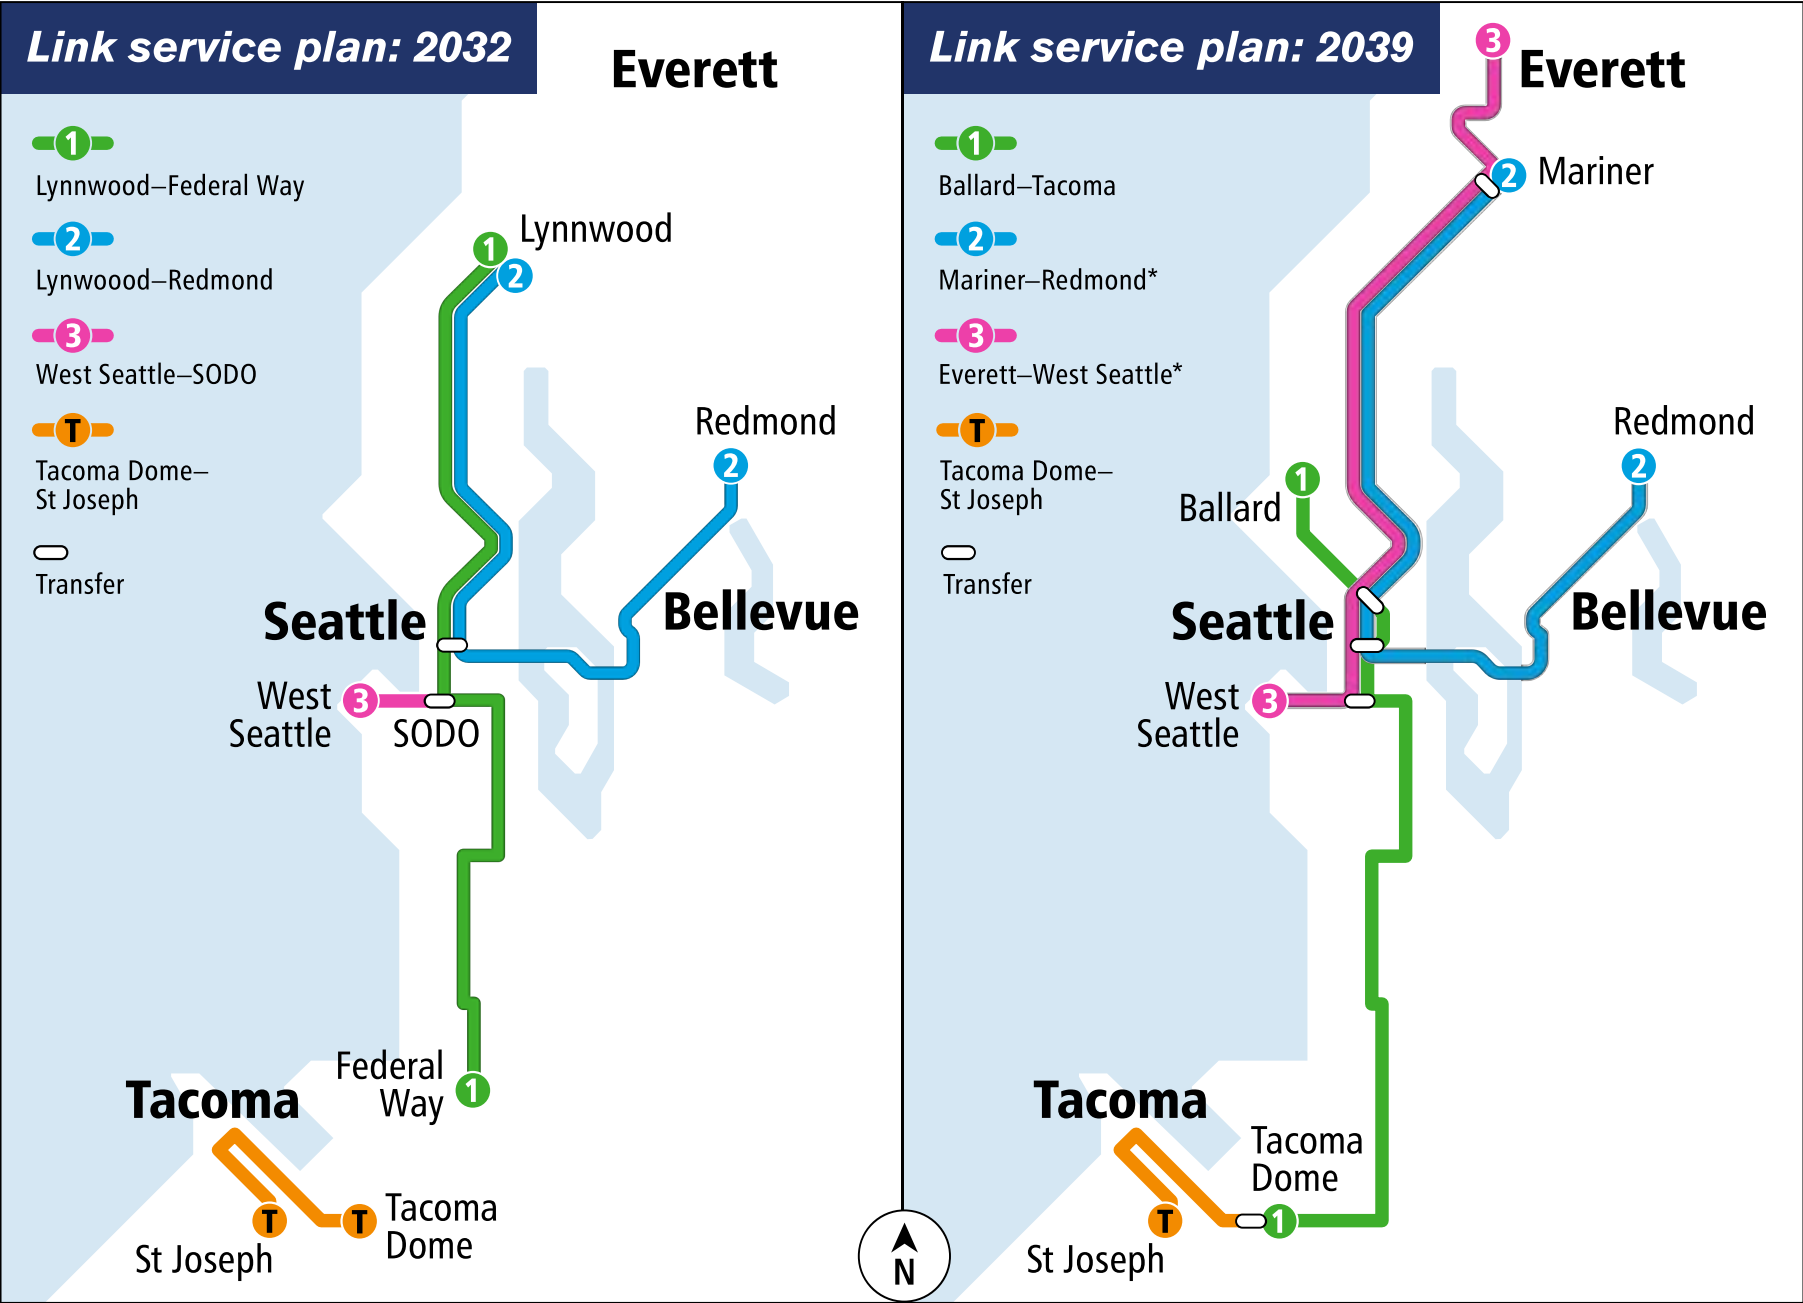 Link service plan: 2032
Everett
1
Lynnwood–Federal Way
2
Lynwoood–Redmond
3
West Seattle–SODO
T
Tacoma Dome–
St Joseph
Transfer
1
Lynnwood
2
Redmond
2
Seattle
Bellevue
West
Seattle
3
SODO
Federal
Way
1
Tacoma
T
T
Tacoma
Dome
St Joseph
N
Link service plan: 2039
3
Everett
1
Ballard–Tacoma
2
Mariner–Redmond*
3
Everett–West Seattle*
T
Tacoma Dome–
St Joseph
Transfer
2
Mariner
Redmond
2
1
Ballard
Seattle
Bellevue
West
Seattle
3
Tacoma
Tacoma
Dome
T
1
St Joseph